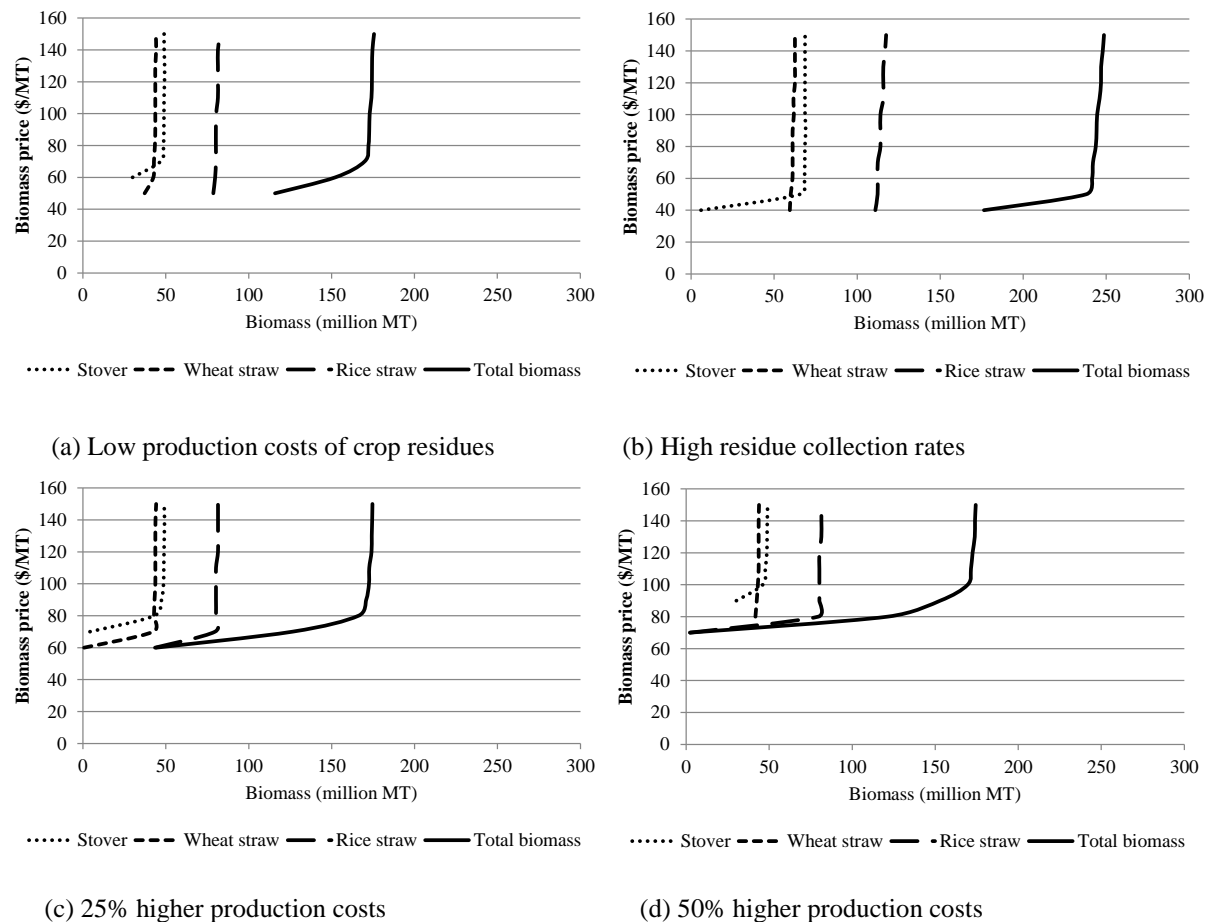 160
140
120
100
80
60
40
20
0
Biomass price ($/MT)
0 50 100 150 200 250 300
Biomass (million MT)
Stover Wheat straw Rice straw Total biomass
(a) Low production costs of crop residues
160
140
120
100
80
60
40
20
0
Biomass price ($/MT)
0 50 100 150 200 250 300
Biomass (million MT)
Stover Wheat straw Rice straw Total biomass
(b) High residue collection rates
160
140
120
100
80
60
40
20
0
Biomass price ($/MT)
0 50 100 150 200 250 300
Biomass (million MT)
Stover Wheat straw Rice straw Total biomass
(c) 25% higher production costs
160
140
120
100
80
60
40
20
0
Biomass price ($/MT)
0 50 100 150 200 250 300
Biomass (million MT)
Stover Wheat straw Rice straw Total biomass
(d) 50% higher production costs